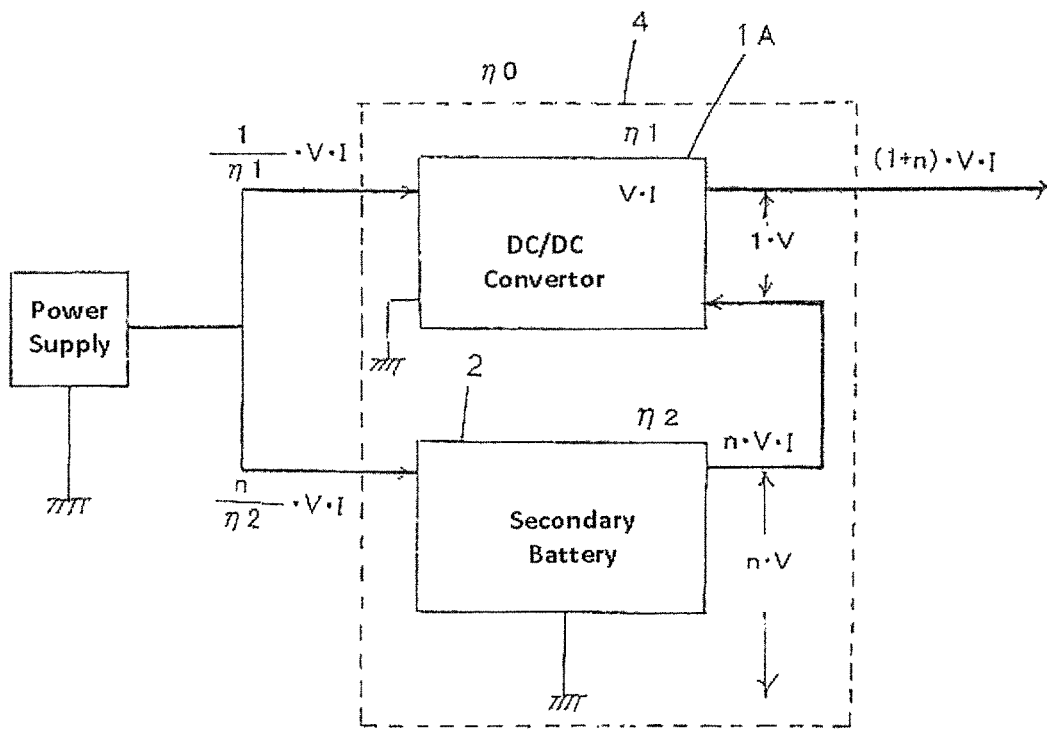 4
1A
η0
1/η1・V・I
η1
(1+n)・V・I
V・I
1・V
DC/DC
Convertor
Power
Supply
2
η2
n・V・I
n/η2・V・I
Secondary
Battery
n・V